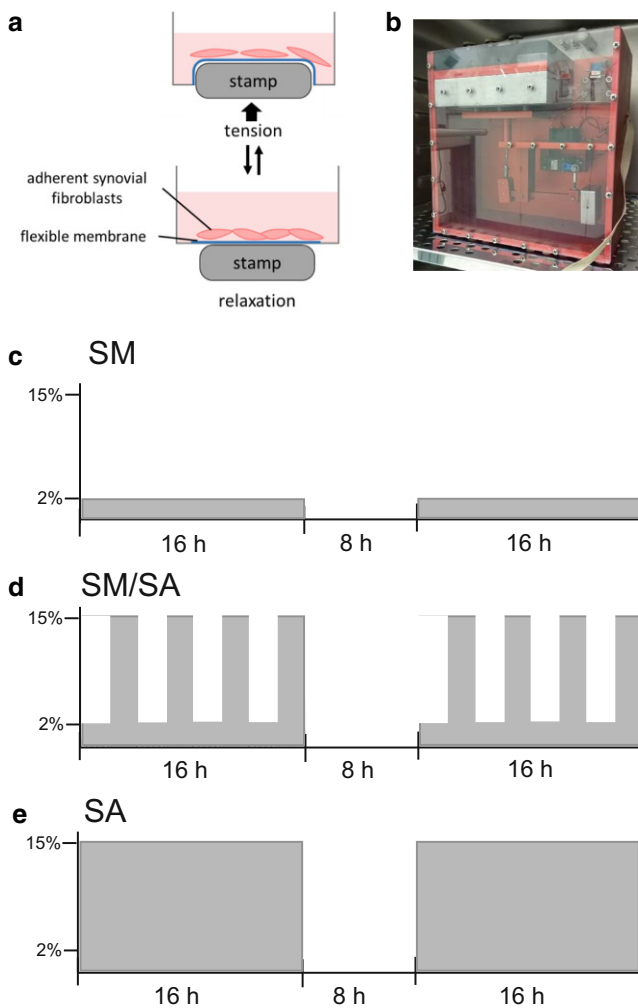 a
stamp
tension
adherent synovial
fibroblasts
flexible membrane
stamp
relaxation
b
c
SM
15%
2%
16 h
8 h
16 h
d
SM/SA
15%
2%
16 h
8 h
16 h
e
SA
15%
2%
16 h
8 h
16 h